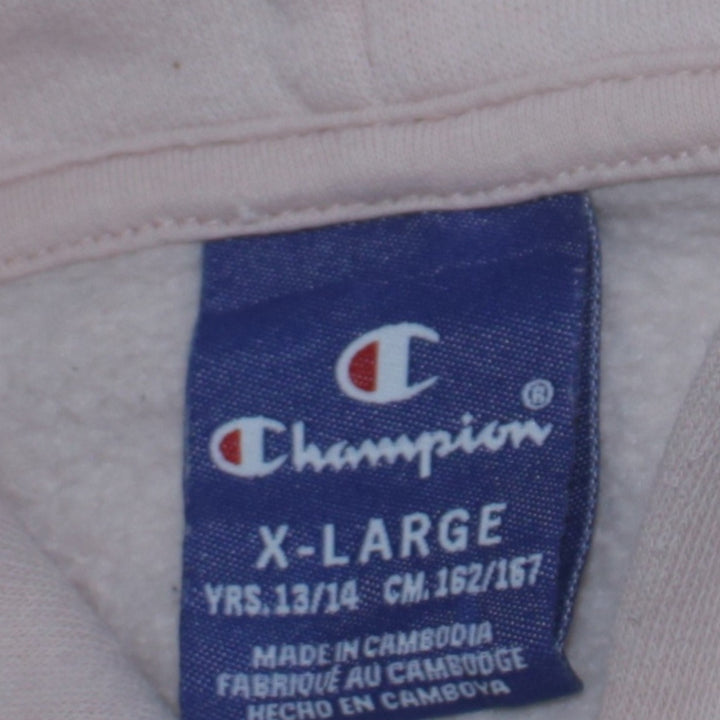 Champion®
X-LARGE
YRS.13/14 CM.162/167
MADE IN CAMBODIA
FABRIQUÉ AU CAMBODGE
HECHO EN CAMBOYA